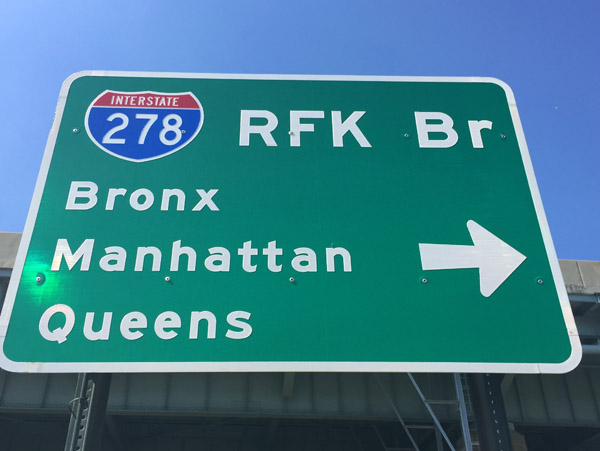 INTERSTATE
278 RFK Br
Bronx
Manhattan
Queens